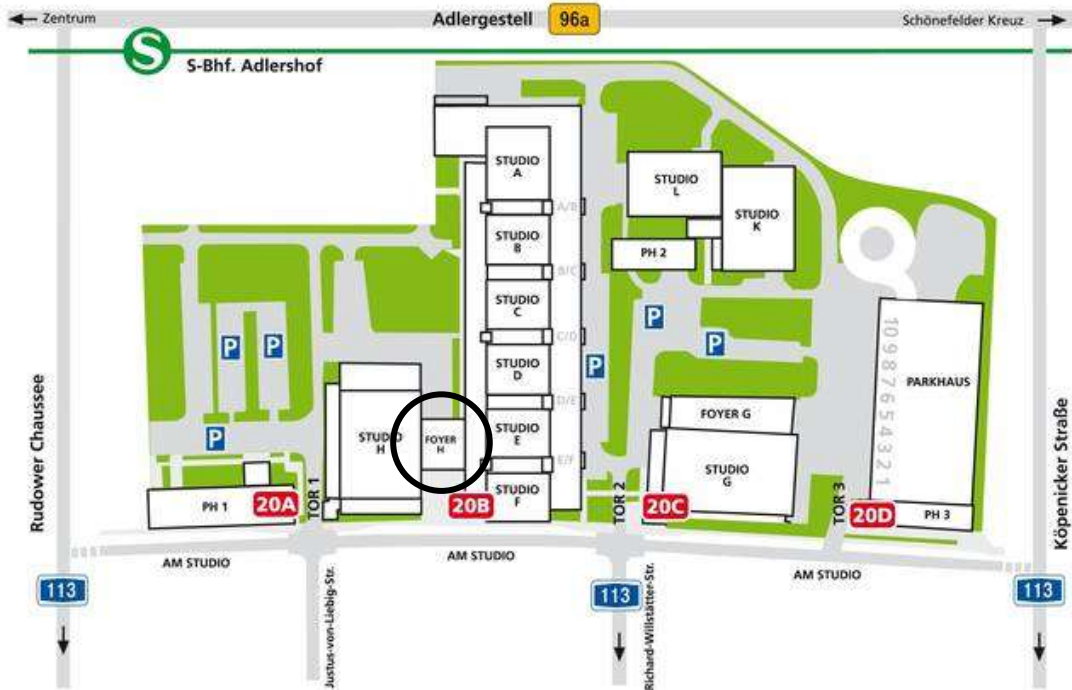 Zentrum
Adlergestell 96a
Schönefelder Kreuz
S
S-Bhf. Adlershof
STUDIO
A
A/B
STUDIO
B
B/C
STUDIO
C
C/D
STUDIO
D
D/E
STUDIO
E
E/F
STUDIO
F
STUDIO
L
STUDIO
K
PH 2
P
P
P
P
P
P
10 9 8 7 6 5 4 3 2 1
PARKHAUS
FOYER G
STUDIO
G
STUDIO
H
FOYER
H
PH 1
20A
TOR 1
20B
TOR 2
20C
TOR 3
20D
PH 3
Rudower Chaussee
Köpenicker Straße
AM STUDIO
AM STUDIO
AM STUDIO
113
Justus-von-Liebig-Str.
113
Richard-Willstätter-Str.
113